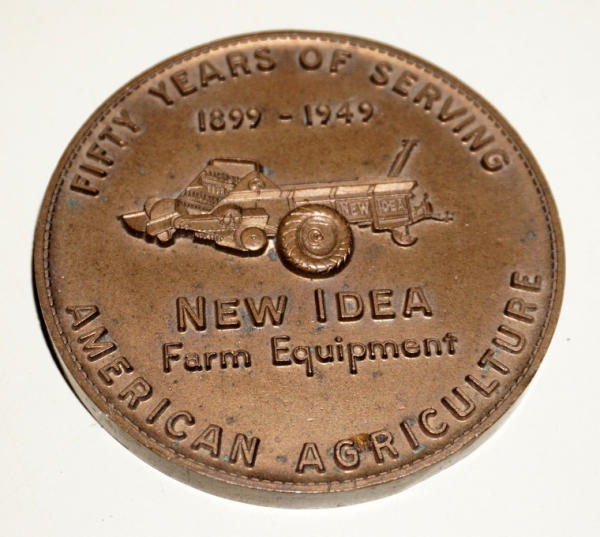 FIFTY YEARS OF SERVING
1899 - 1949
NEW IDEA
NEW IDEA
Farm Equipment
AMERICAN AGRICULTURE